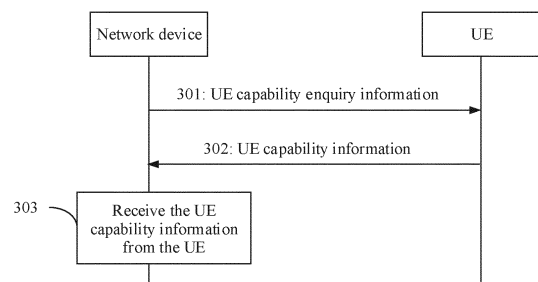 Network device
UE
301: UE capability enquiry information
302: UE capability information
303
Receive the UE
capability information
from the UE